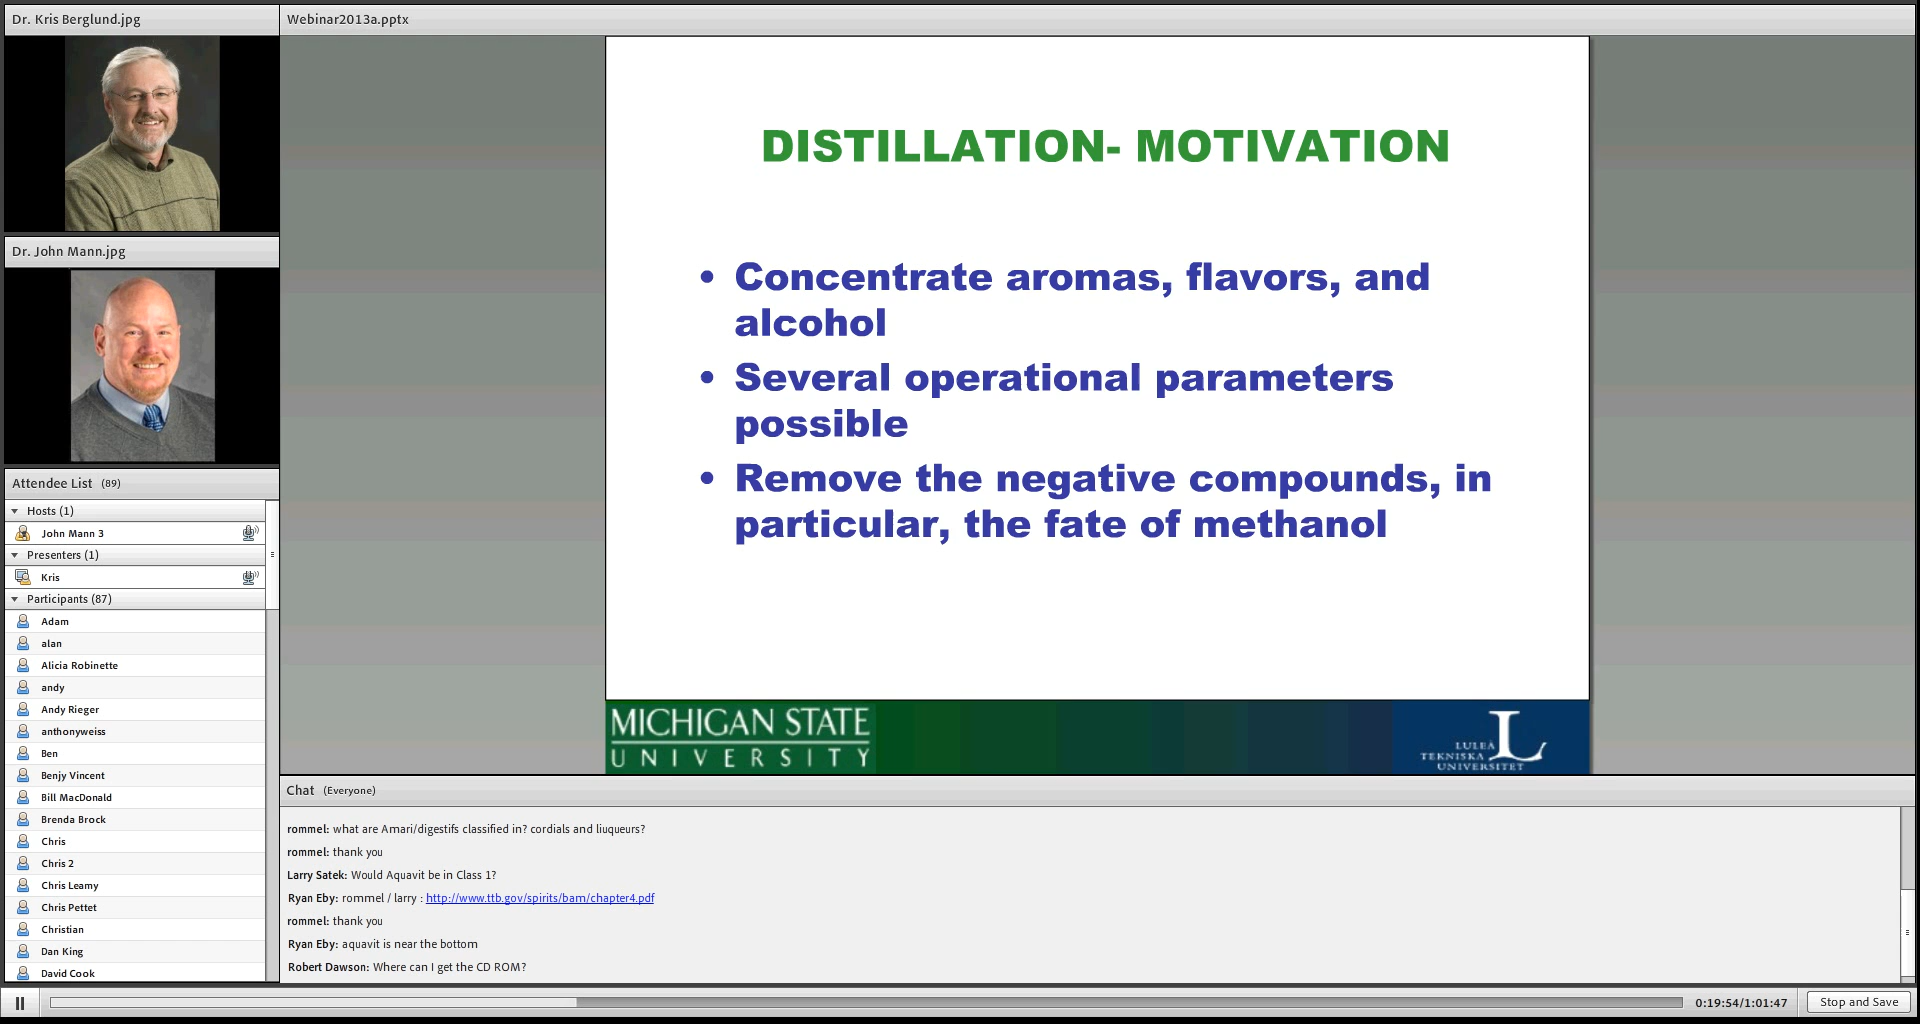 Dr. Kris Berglund.jpg
Dr. John Mann.jpg
Attendee List (89)
Hosts (1)
John Mann 3
Presenters (1)
Kris
Participants (87)
Adam
alan
Alicia Robinette
andy
Andy Rieger
anthonyweiss
Ben
Benjy Vincent
Bill MacDonald
Brenda Brock
Chris
Chris 2
Chris Leamy
Chris Pettet
Christian
Dan King
David Cook
Webinar2013a.pptx
DISTILLATION- MOTIVATION
• Concentrate aromas, flavors, and
alcohol
• Several operational parameters
possible
• Remove the negative compounds, in
particular, the fate of methanol
MICHIGAN STATE
UNIVERSITY
L
LULEÅ
TEKNISKA
UNIVERSITET
Chat (Everyone)
rommel: what are Amari/digestifs classified in? cordials and liuqueurs?
rommel: thank you
Larry Satek: Would Aquavit be in Class 1?
Ryan Eby: rommel / larry : http://www.ttb.gov/spirits/bam/chapter4.pdf
rommel: thank you
Ryan Eby: aquavit is near the bottom
Robert Dawson: Where can I get the CD ROM?
0:19:54/1:01:47
Stop and Save